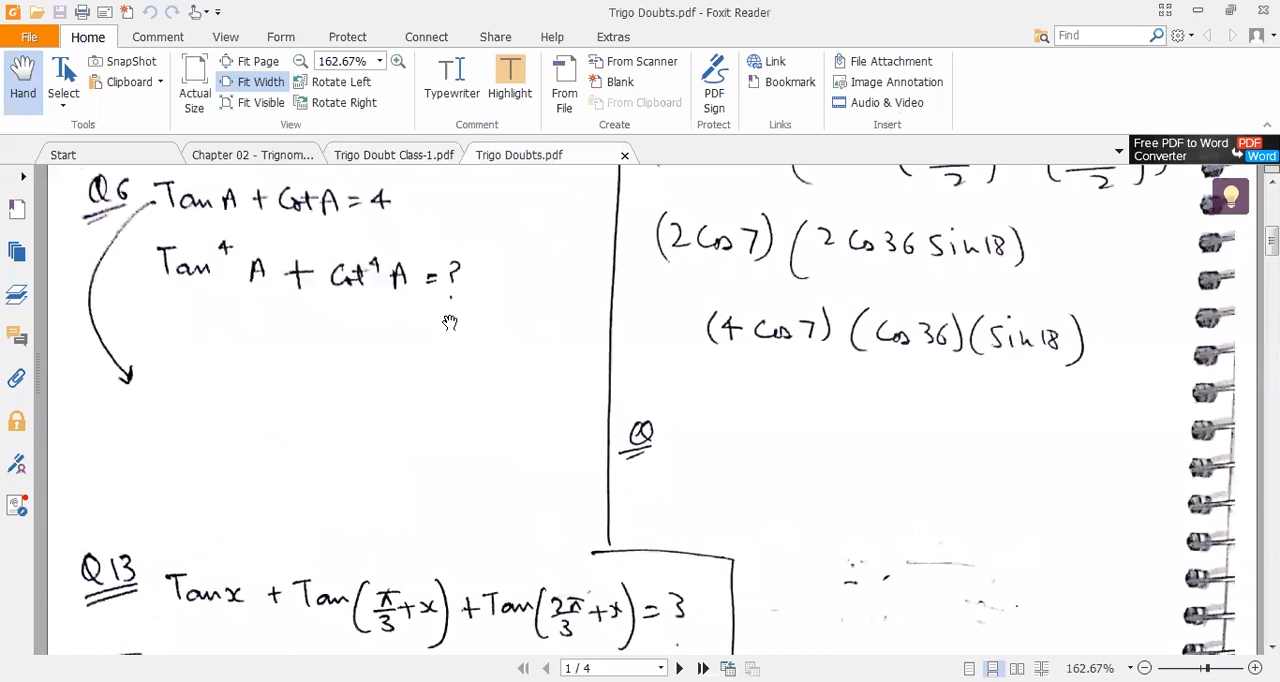 Trigo Doubts.pdf - Foxit Reader
File Home Comment View Form Protect Connect Share Help Extras Find
Hand Select SnapShot Clipboard Actual Size Fit Page Fit Width Fit Visible 162.67% Rotate Left Rotate Right Typewriter Highlight From File From Scanner Blank From Clipboard PDF Sign Link Bookmark File Attachment Image Annotation Audio & Video
Tools View Comment Create Protect Links Insert
Start Chapter 02 - Trignom... Trigo Doubt Class-1.pdf Trigo Doubts.pdf
Free PDF to Word Converter PDF Word
Q6 Tan A + Cot A = 4
Tan⁴ A + Cot⁴ A = ?
(2 Cos 7) (2 Cos 36 Sin 18)
(4 Cos 7) (Cos 36) (Sin 18)
Q
Q13 Tan x + Tan(π/3 + x) + Tan(2π/3 + x) = 3
1 / 4 162.67%